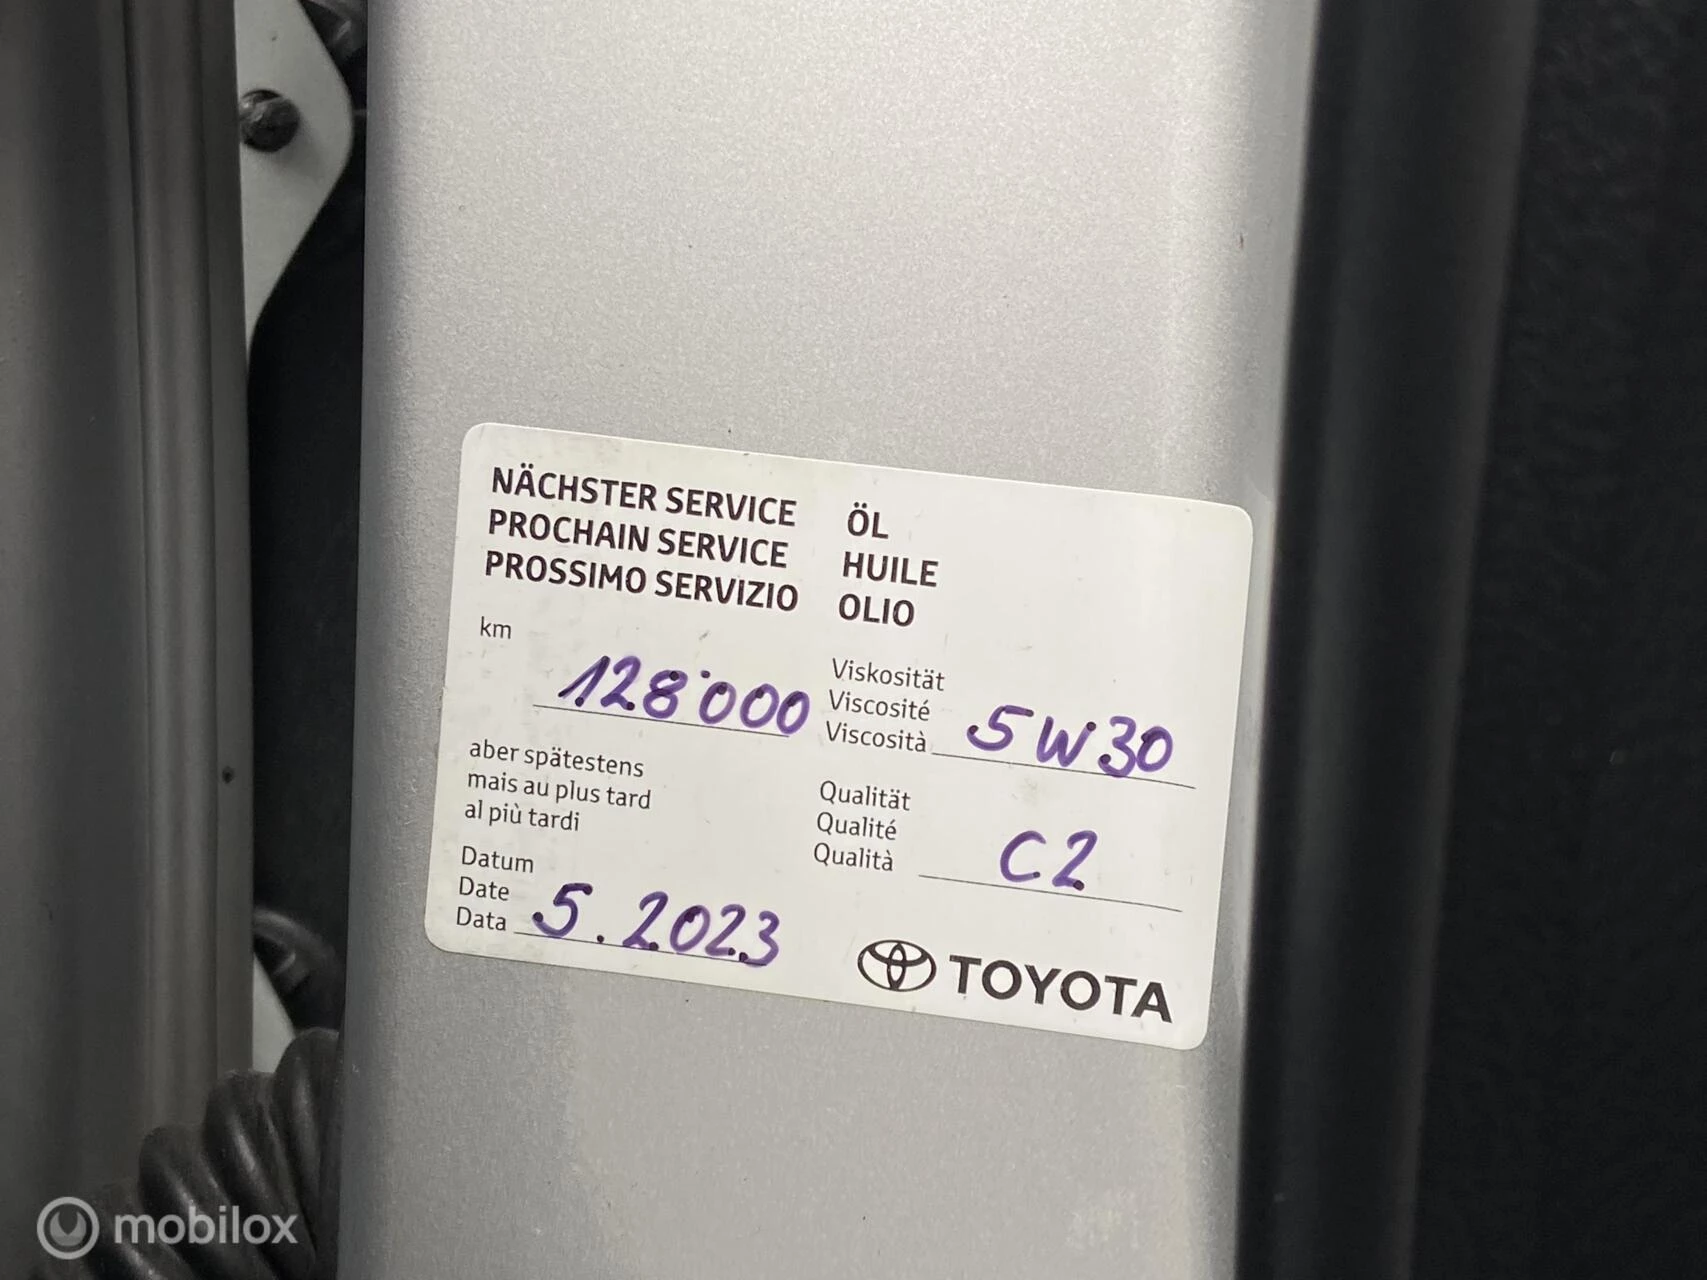 NÄCHSTER SERVICE
PROCHAIN SERVICE
PROSSIMO SERVIZIO
km
128'000
aber spätestens
mais au plus tard
al più tardi
Datum
Date
Data 5.2023
ÖL
HUILE
OLIO
Viskosität
Viscosité
Viscosità 5W30
Qualität
Qualité
Qualità C2
TOYOTA
mobilox